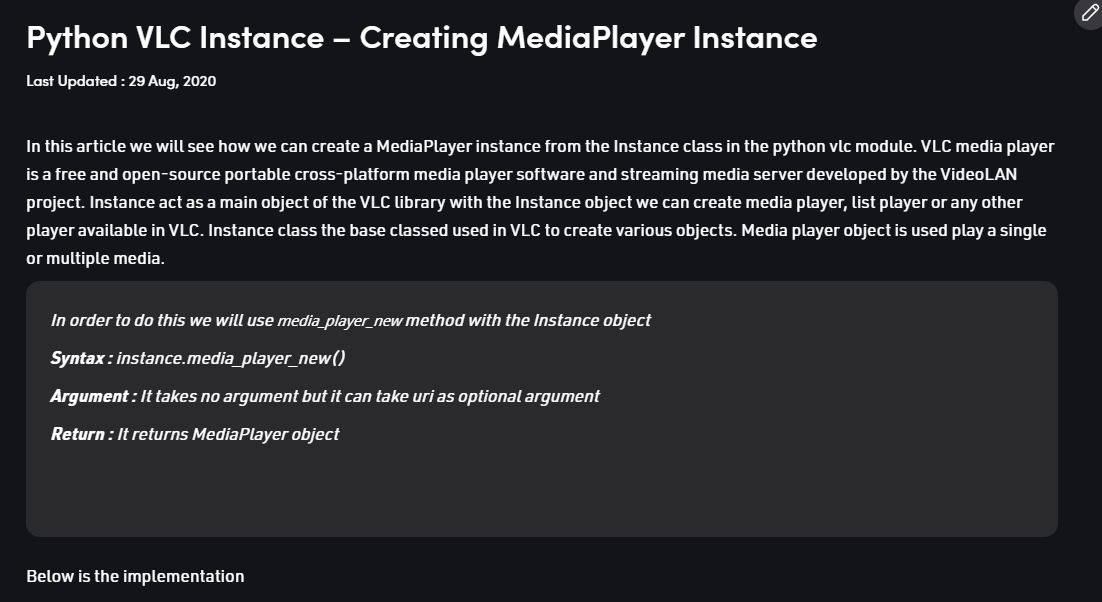 Python VLC Instance – Creating MediaPlayer Instance
Last Updated : 29 Aug, 2020
In this article we will see how we can create a MediaPlayer instance from the Instance class in the python vlc module. VLC media player
is a free and open-source portable cross-platform media player software and streaming media server developed by the VideoLAN
project. Instance act as a main object of the VLC library with the Instance object we can create media player, list player or any other
player available in VLC. Instance class the base classed used in VLC to create various objects. Media player object is used play a single
or multiple media.
In order to do this we will use media_player_new method with the Instance object
Syntax : instance.media_player_new()
Argument : It takes no argument but it can take uri as optional argument
Return : It returns MediaPlayer object
Below is the implementation